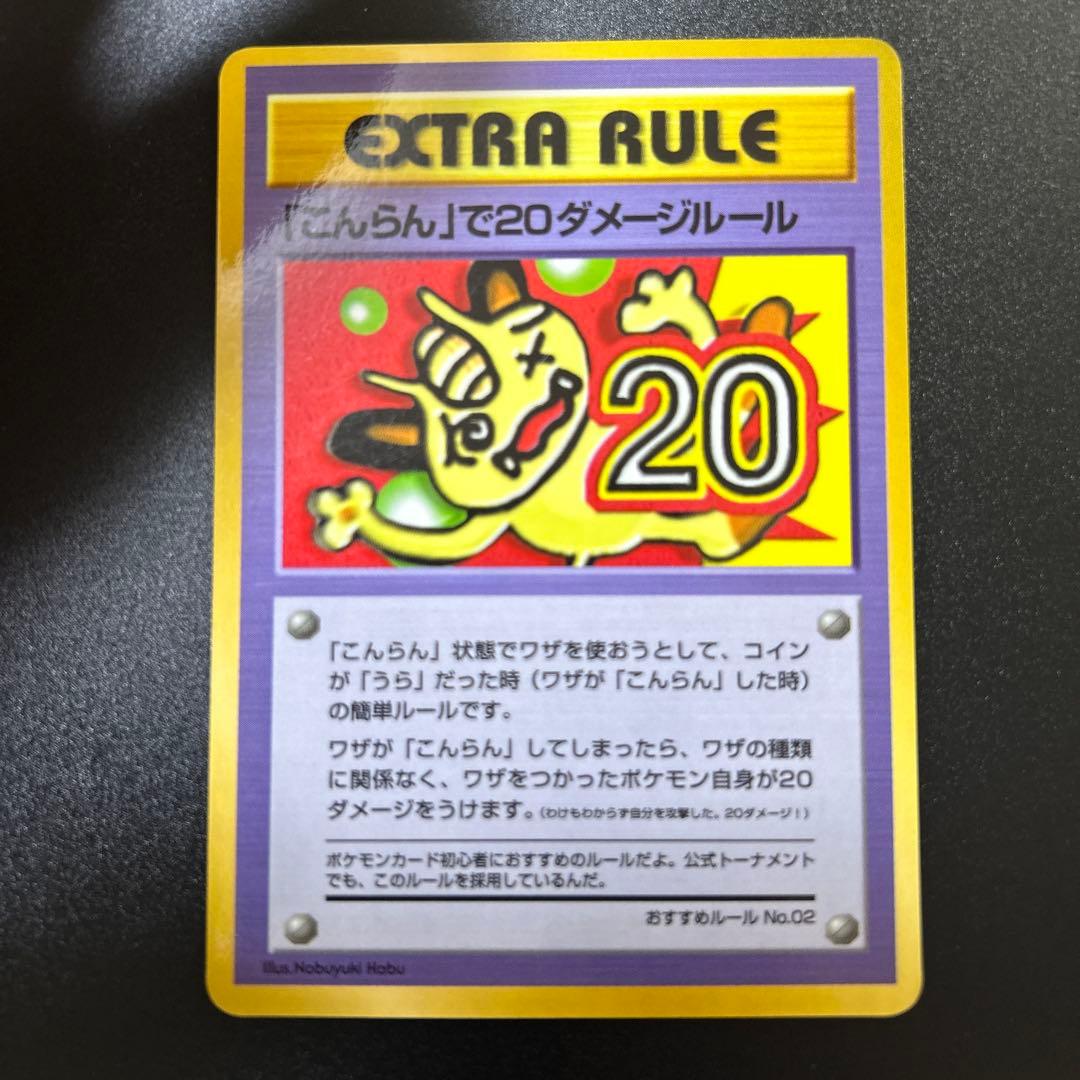 EXTRA RULE
「こんらん」で20ダメージルール
20
「こんらん」状態でワザを使おうとして、コイン
が「うら」だった時（ワザが「こんらん」した時）
の簡単ルールです。
ワザが「こんらん」してしまったら、ワザの種類
に関係なく、ワザをつかったポケモン自身が20
ダメージをうけます。（わけもわからず自分を攻撃した。20ダメージ！）
ポケモンカード初心者におすすめのルールだよ。公式トーナメント
でも、このルールを採用しているんだ。
おすすめルール No.02
Illus.Nobuyuki Habu